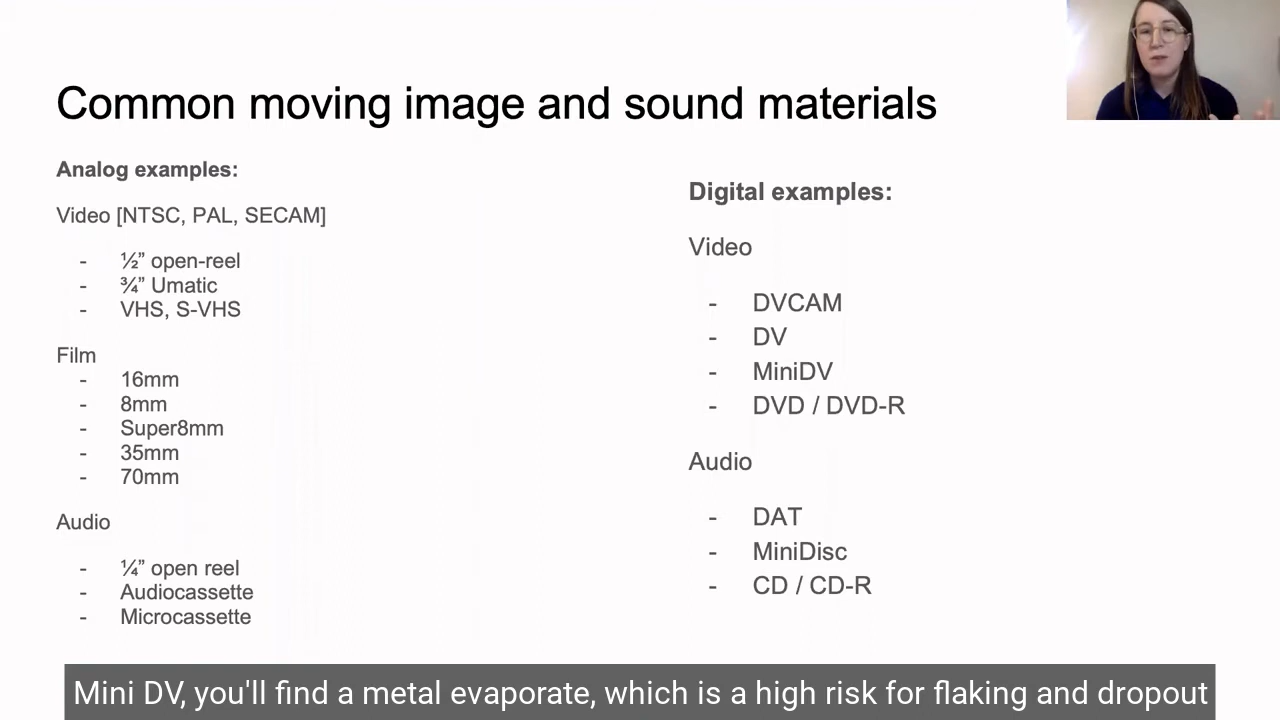 Common moving image and sound materials
Analog examples:
Video [NTSC, PAL, SECAM]
- ½” open-reel
- ¾” Umatic
- VHS, S-VHS
Film
- 16mm
- 8mm
- Super8mm
- 35mm
- 70mm
Audio
- ¼” open reel
- Audiocassette
- Microcassette
Digital examples:
Video
- DVCAM
- DV
- MiniDV
- DVD / DVD-R
Audio
- DAT
- MiniDisc
- CD / CD-R
Mini DV, you'll find a metal evaporate, which is a high risk for flaking and dropout